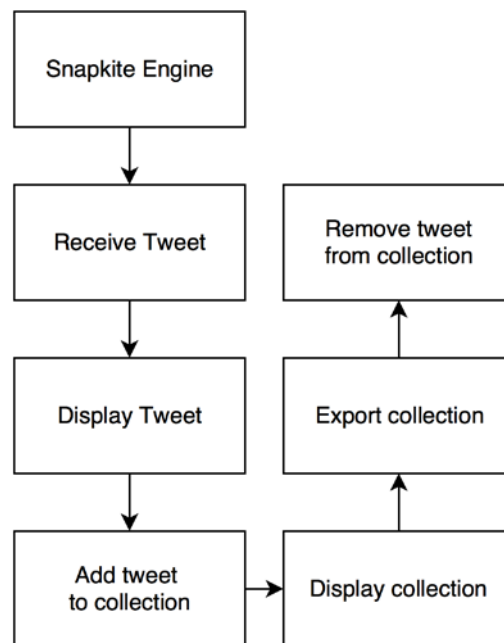 Snapkite Engine
Receive Tweet
Display Tweet
Add tweet
to collection
Display collection
Export collection
Remove tweet
from collection